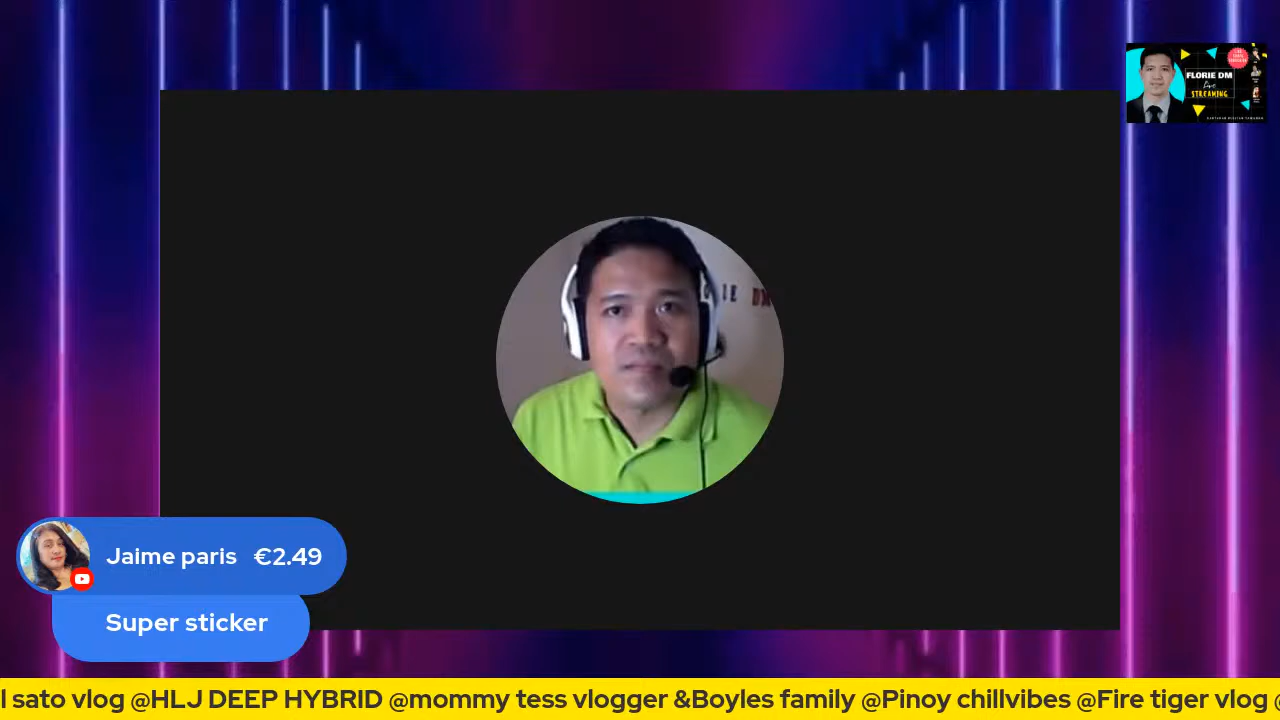 FLORIE DM
Live
STREAMING
Jaime paris €2.49
Super sticker
l sato vlog @HLJ DEEP HYBRID @mommy tess vlogger &Boyles family @Pinoy chillvibes @Fire tiger vlog @